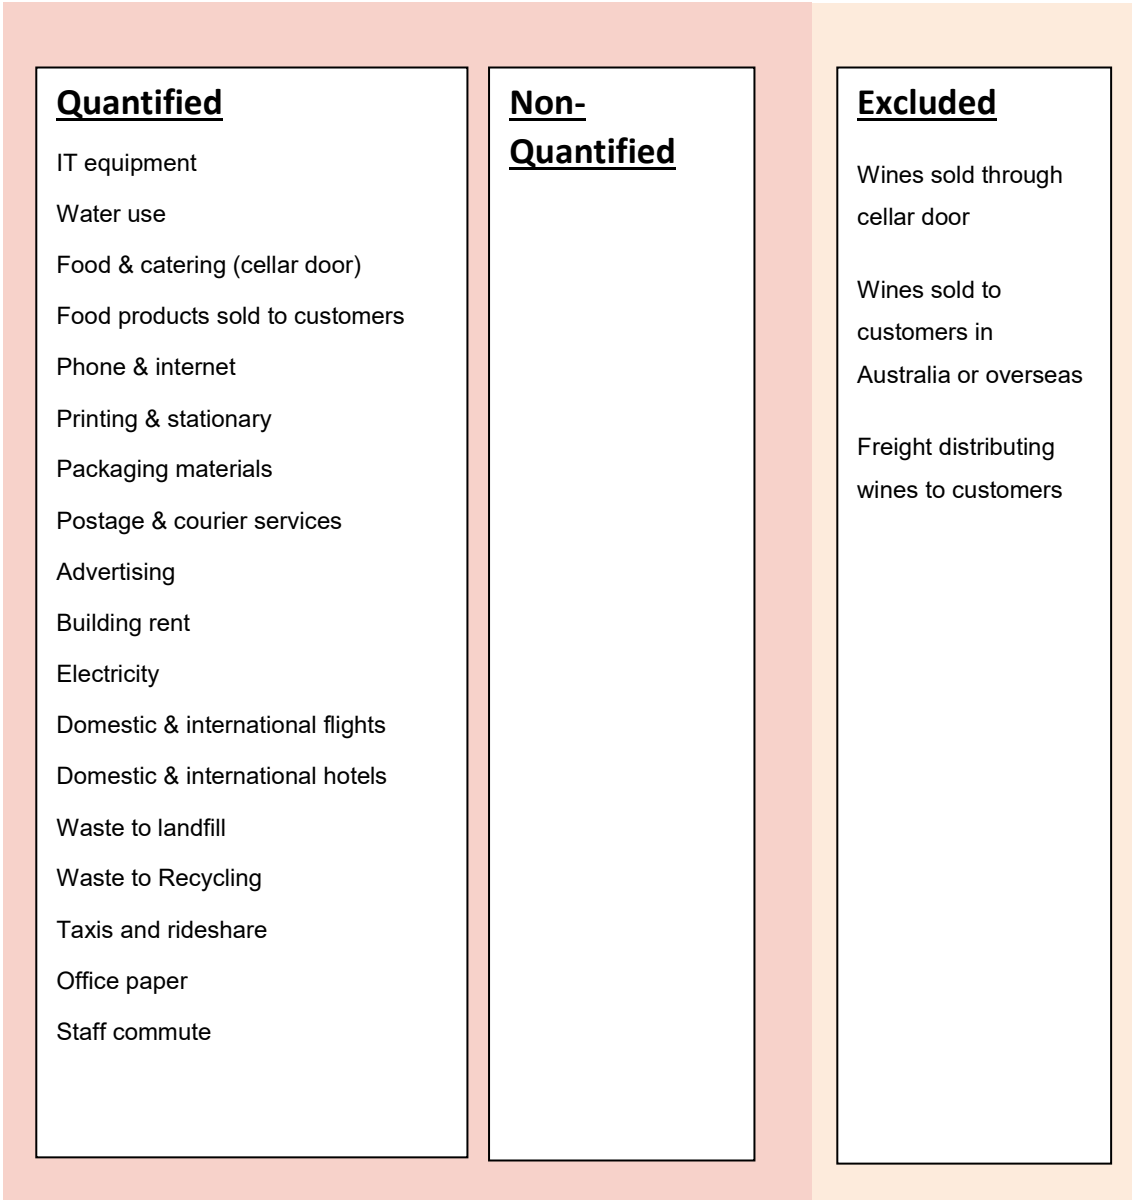 Quantified
IT equipment
Water use
Food & catering (cellar door)
Food products sold to customers
Phone & internet
Printing & stationary
Packaging materials
Postage & courier services
Advertising
Building rent
Electricity
Domestic & international flights
Domestic & international hotels
Waste to landfill
Waste to Recycling
Taxis and rideshare
Office paper
Staff commute
Non-
Quantified
Excluded
Wines sold through
cellar door
Wines sold to
customers in
Australia or overseas
Freight distributing
wines to customers